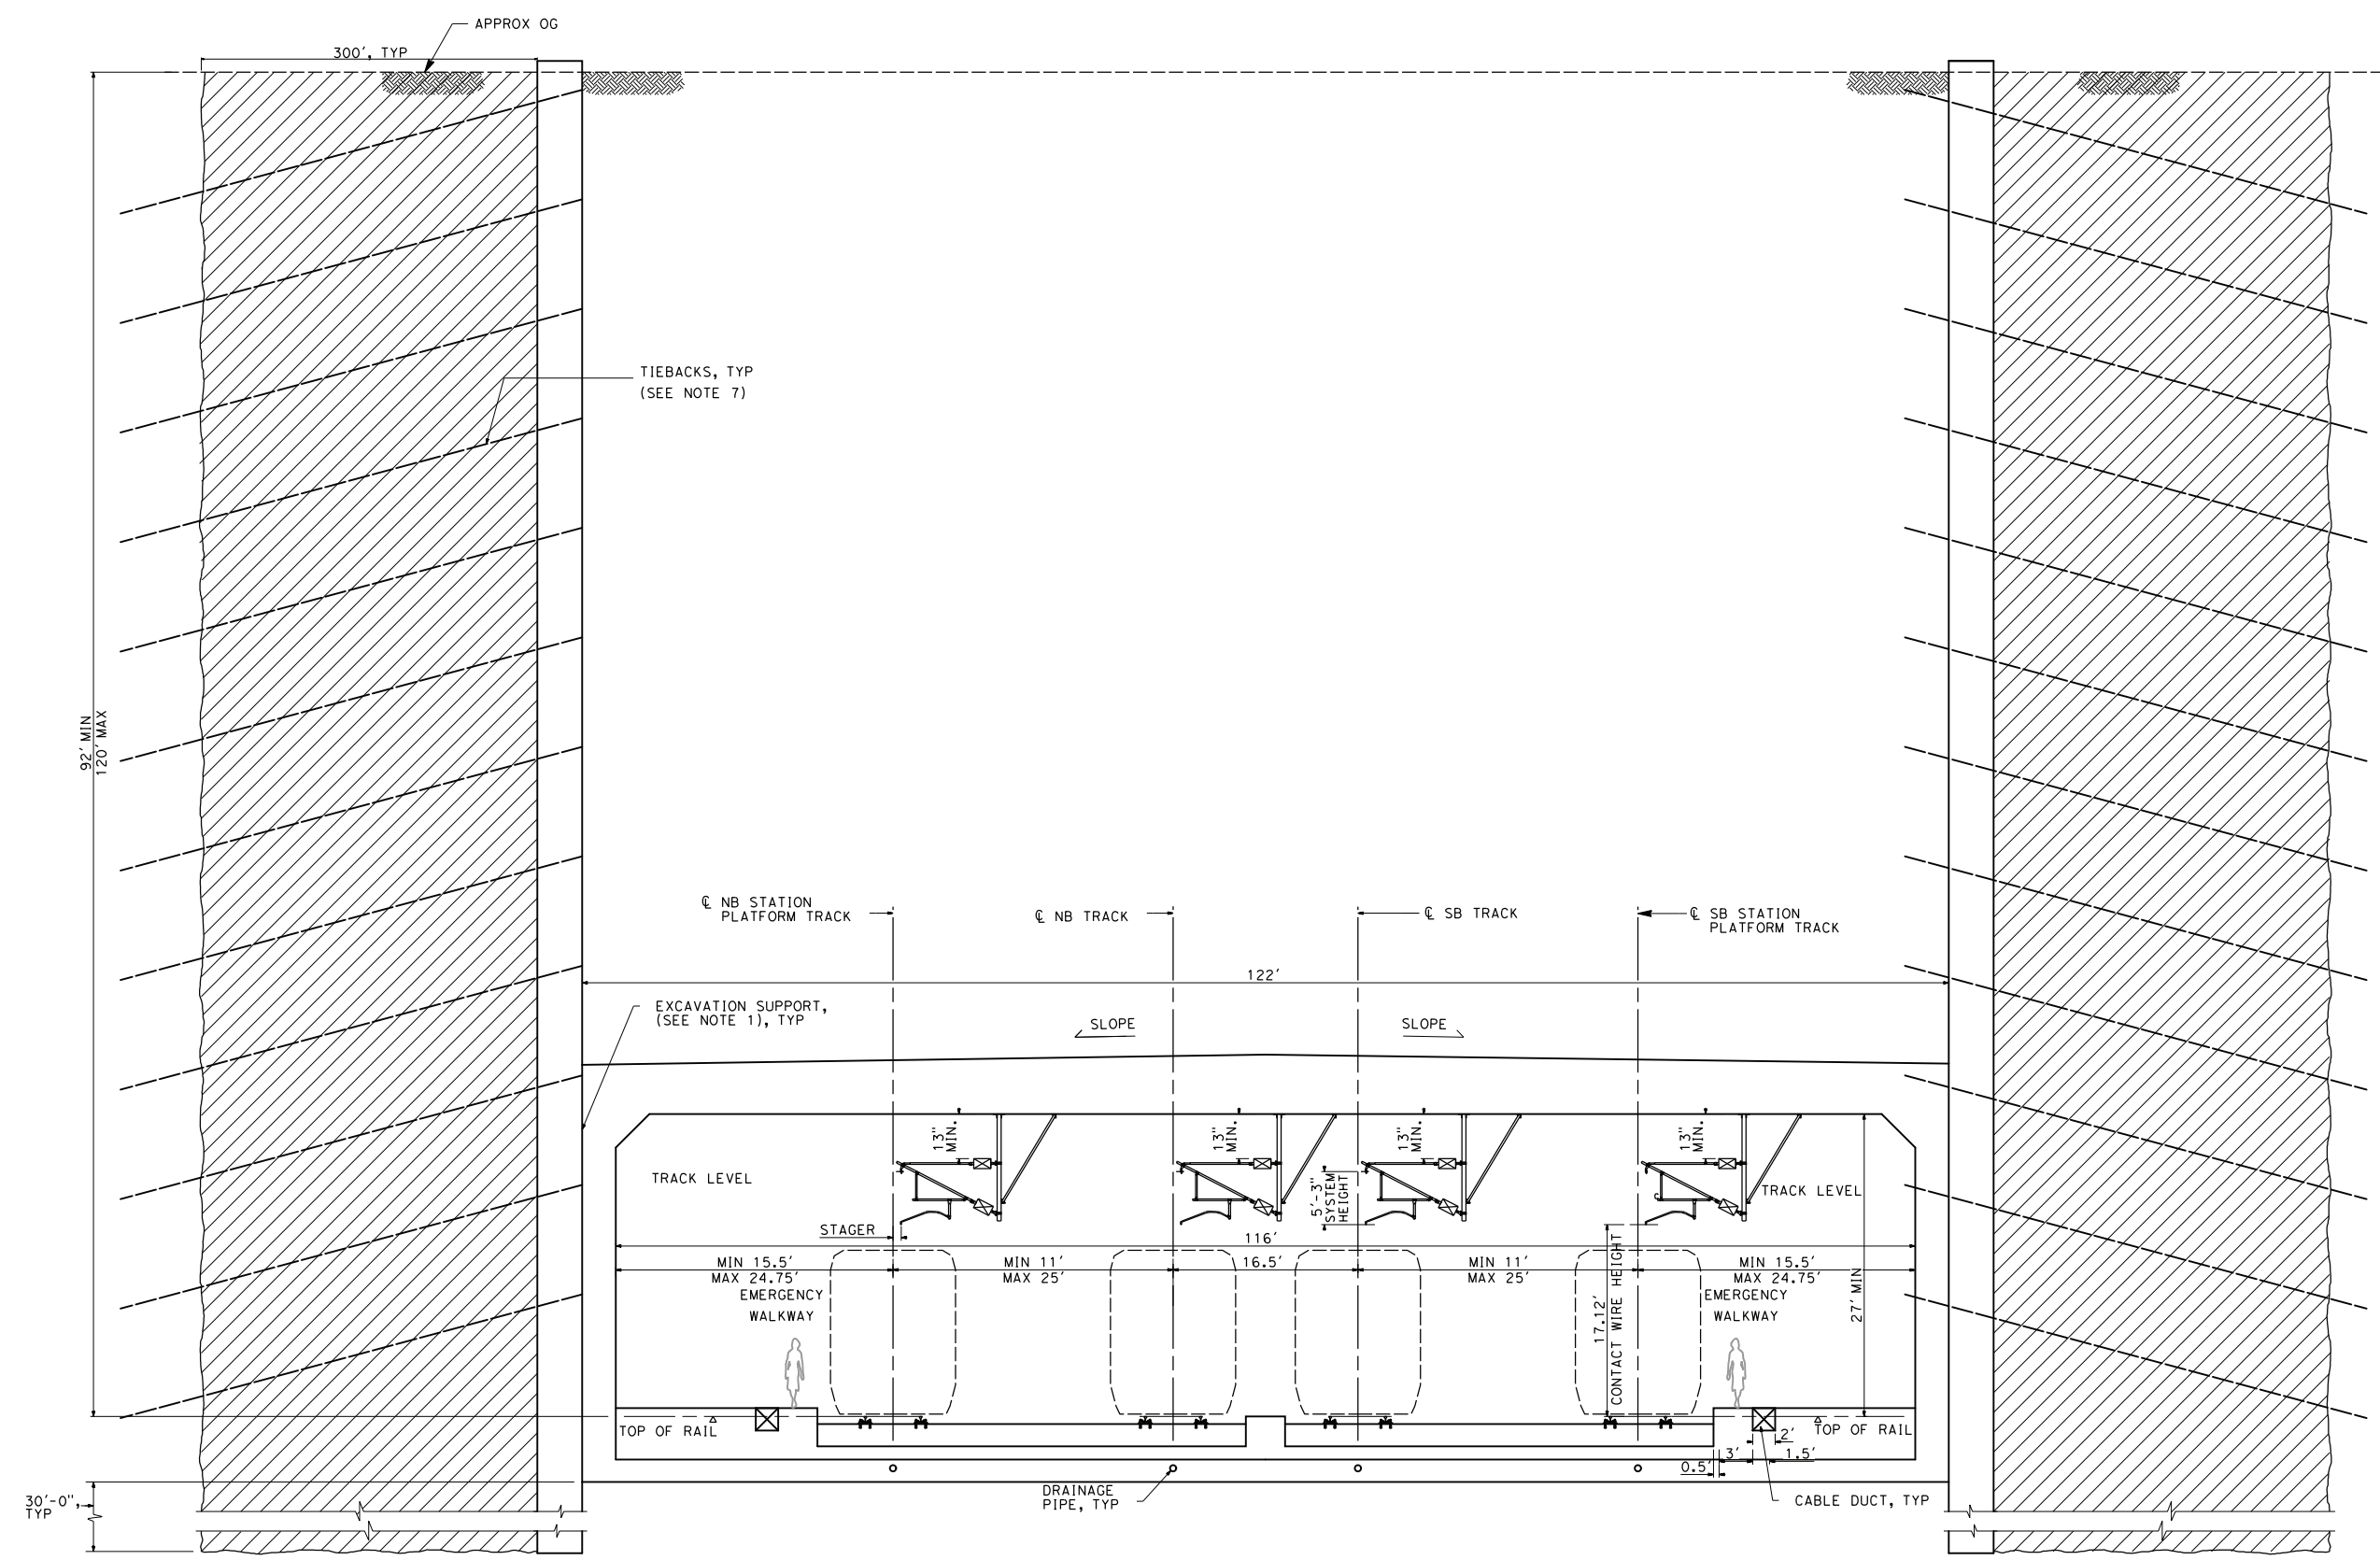 APPROX OG
300', TYP
TIEBACKS, TYP
(SEE NOTE 7)
92' MIN
120' MAX
℄ NB STATION
PLATFORM TRACK
℄ NB TRACK
℄ SB TRACK
℄ SB STATION
PLATFORM TRACK
122'
EXCAVATION SUPPORT,
(SEE NOTE 1), TYP
SLOPE
SLOPE
13"
MIN.
13"
MIN.
13"
MIN.
13"
MIN.
TRACK LEVEL
TRACK LEVEL
5'-3"
SYSTEM
HEIGHT
STAGER
116'
MIN 15.5'
MAX 24.75'
MIN 11'
MAX 25'
16.5'
MIN 11'
MAX 25'
MIN 15.5'
MAX 24.75'
EMERGENCY
WALKWAY
EMERGENCY
WALKWAY
17.12'
CONTACT WIRE HEIGHT
27' MIN
TOP OF RAIL
TOP OF RAIL
2'
3'
1.5'
0.5'
30'-0",
TYP
DRAINAGE
PIPE, TYP
CABLE DUCT, TYP